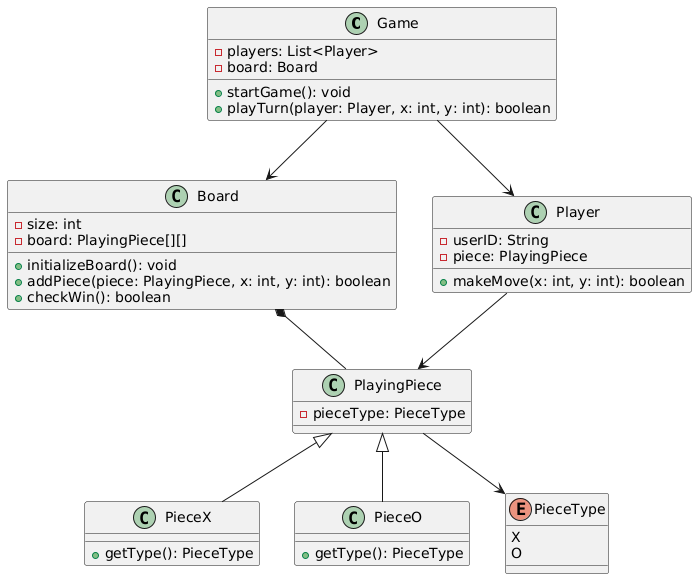 C Game
players: List<Player>
board: Board
startGame(): void
playTurn(player: Player, x: int, y: int): boolean
C Board
size: int
board: PlayingPiece[][]
initializeBoard(): void
addPiece(piece: PlayingPiece, x: int, y: int): boolean
checkWin(): boolean
C Player
userID: String
piece: PlayingPiece
makeMove(x: int, y: int): boolean
C PlayingPiece
pieceType: PieceType
C PieceX
getType(): PieceType
C PieceO
getType(): PieceType
E PieceType
X
O